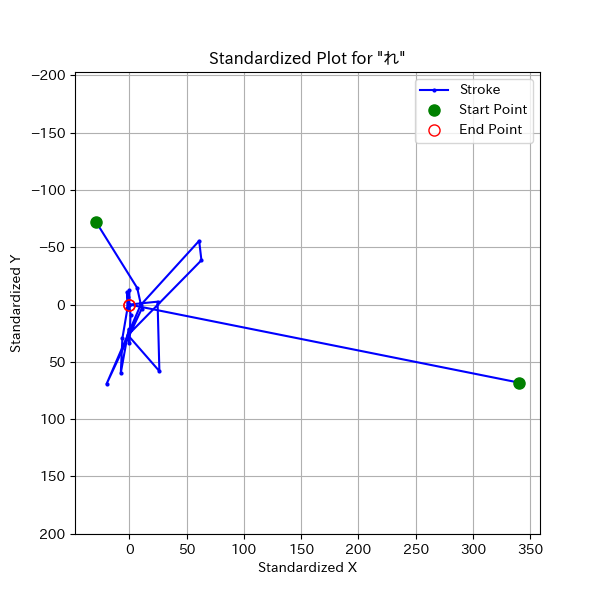 Standardized Plot for "れ"
Stroke
Start Point
End Point
Standardized Y
−200
−150
−100
−50
0
50
100
150
200
0 50 100 150 200 250 300 350
Standardized X